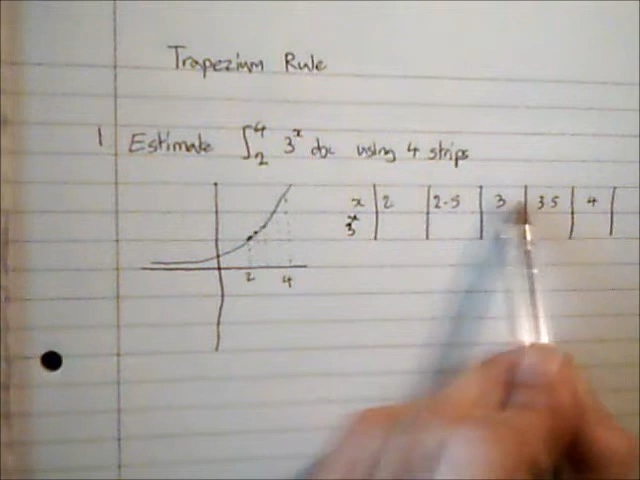 Trapezium Rule
1 Estimate ∫₂⁴ 3ˣ dx using 4 strips
x 2 2.5 3 3.5 4
3ˣ
2 4